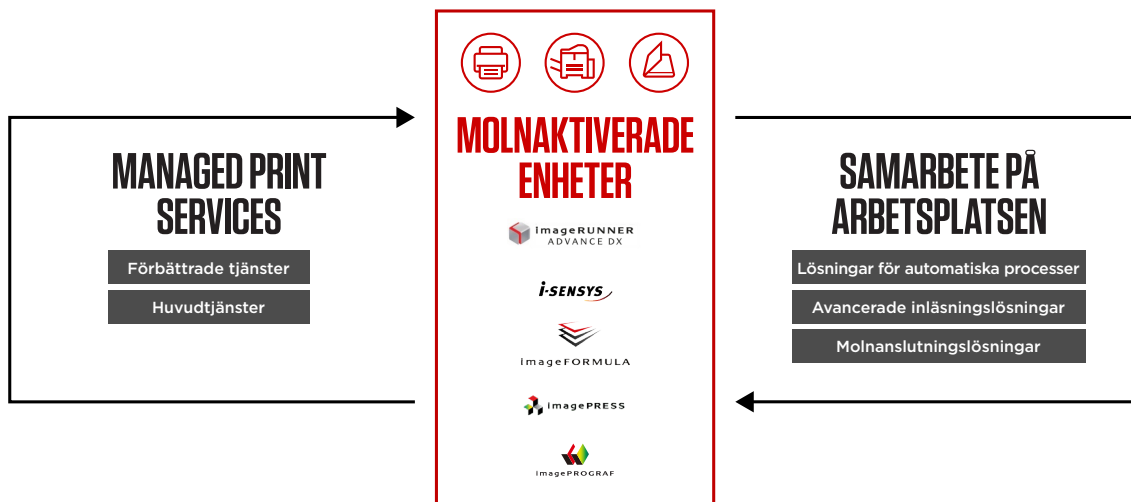 MANAGED PRINT
SERVICES
Förbättrade tjänster
Huvudtjänster
MOLNAKTIVERADE
ENHETER
imageRUNNER
ADVANCE DX
i-SENSYS
imageFORMULA
imagePRESS
imagePROGRAF
SAMARBETE PÅ
ARBETSPLATSEN
Lösningar för automatiska processer
Avancerade inläsningslösningar
Molnanslutningslösningar